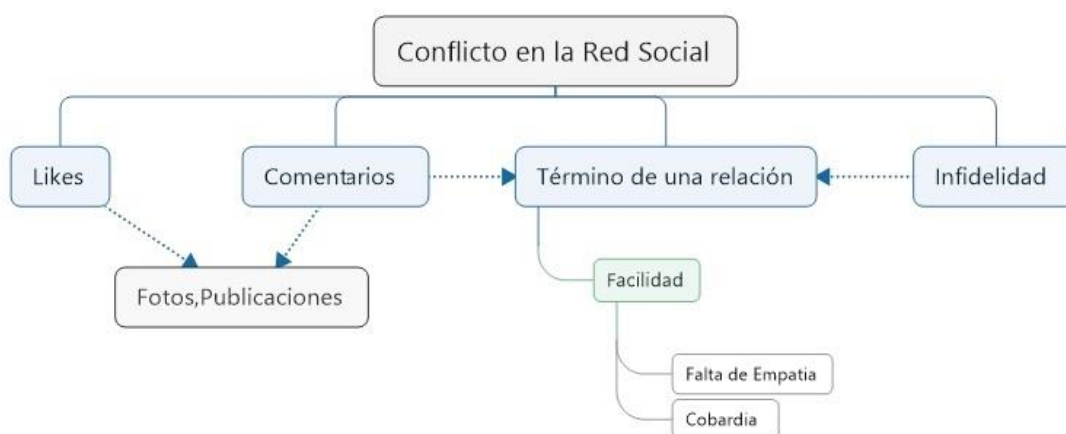 Conflicto en la Red Social
Likes
Comentarios
Término de una relación
Infidelidad
Fotos,Publicaciones
Facilidad
Falta de Empatia
Cobardia